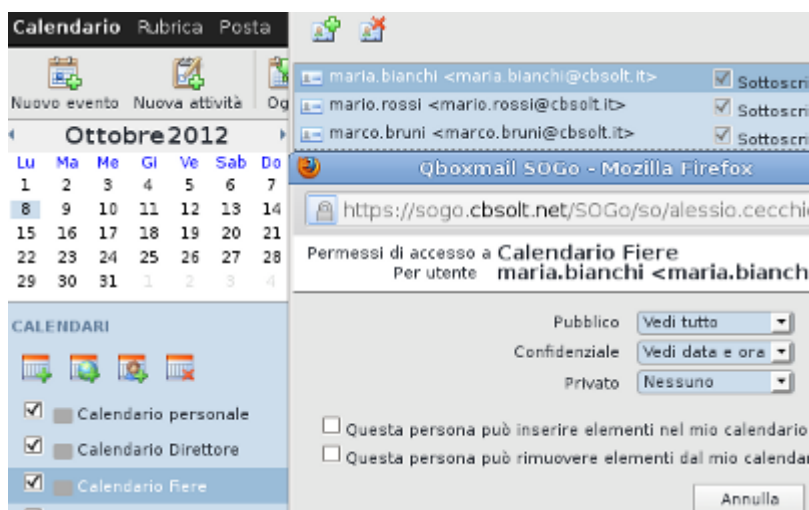 Calendario Rubrica Posta
Nuovo evento Nuova attività Og
Ottobre 2012
Lu Ma Me Gi Ve Sab Do
1 2 3 4 5 6 7
8 9 10 11 12 13 14
15 16 17 18 19 20 21
22 23 24 25 26 27 28
29 30 31 1 2 3 4
CALENDARI
Calendario personale
Calendario Direttore
Calendario Fiere
maria.bianchi <maria.bianchi@cbsolt.it> Sottoscri
mario.rossi <mario.rossi@cbsolt.it> Sottoscri
marco.bruni <marco.bruni@cbsolt.it> Sottoscri
Qboxmail SOGo - Mozilla Firefox
https://sogo.cbsolt.net/SOGo/so/alessio.cecchi
Permessi di accesso a Calendario Fiere
Per utente maria.bianchi <maria.bianch
Pubblico Vedi tutto
Confidenziale Vedi data e ora
Privato Nessuno
Questa persona può inserire elementi nel mio calendario
Questa persona può rimuovere elementi dal mio calendar
Annulla